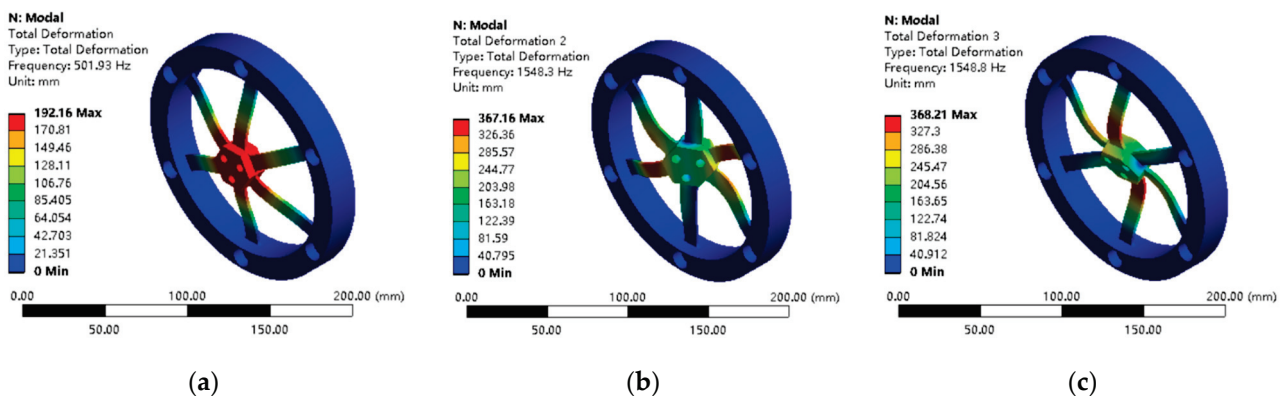 N: Modal
Total Deformation
Type: Total Deformation
Frequency: 501.93 Hz
Unit: mm
192.16 Max
170.81
149.46
128.11
106.76
85.405
64.054
42.703
21.351
0 Min
0.00 100.00 200.00 (mm)
50.00 150.00
(a)
N: Modal
Total Deformation 2
Type: Total Deformation
Frequency: 1548.3 Hz
Unit: mm
367.16 Max
326.36
285.57
244.77
203.98
163.18
122.39
81.59
40.795
0 Min
0.00 100.00 200.00 (mm)
50.00 150.00
(b)
N: Modal
Total Deformation 3
Type: Total Deformation
Frequency: 1548.8 Hz
Unit: mm
368.21 Max
327.3
286.38
245.47
204.56
163.65
122.74
81.824
40.912
0 Min
0.00 100.00 200.00 (mm)
50.00 150.00
(c)